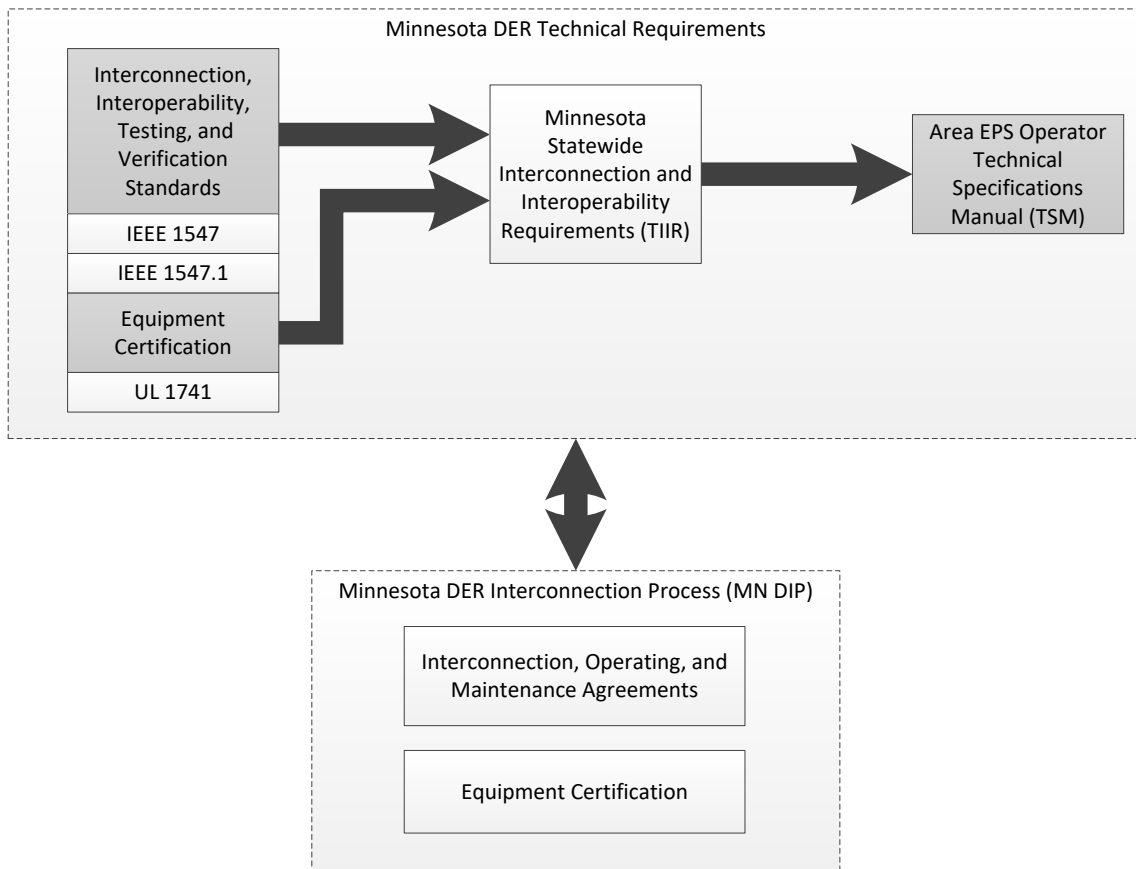 Minnesota DER Technical Requirements
Interconnection,
Interoperability,
Testing, and
Verification
Standards
IEEE 1547
IEEE 1547.1
Equipment
Certification
UL 1741
Minnesota
Statewide
Interconnection and
Interoperability
Requirements (TIIR)
Area EPS Operator
Technical
Specifications
Manual (TSM)
Minnesota DER Interconnection Process (MN DIP)
Interconnection, Operating, and
Maintenance Agreements
Equipment Certification